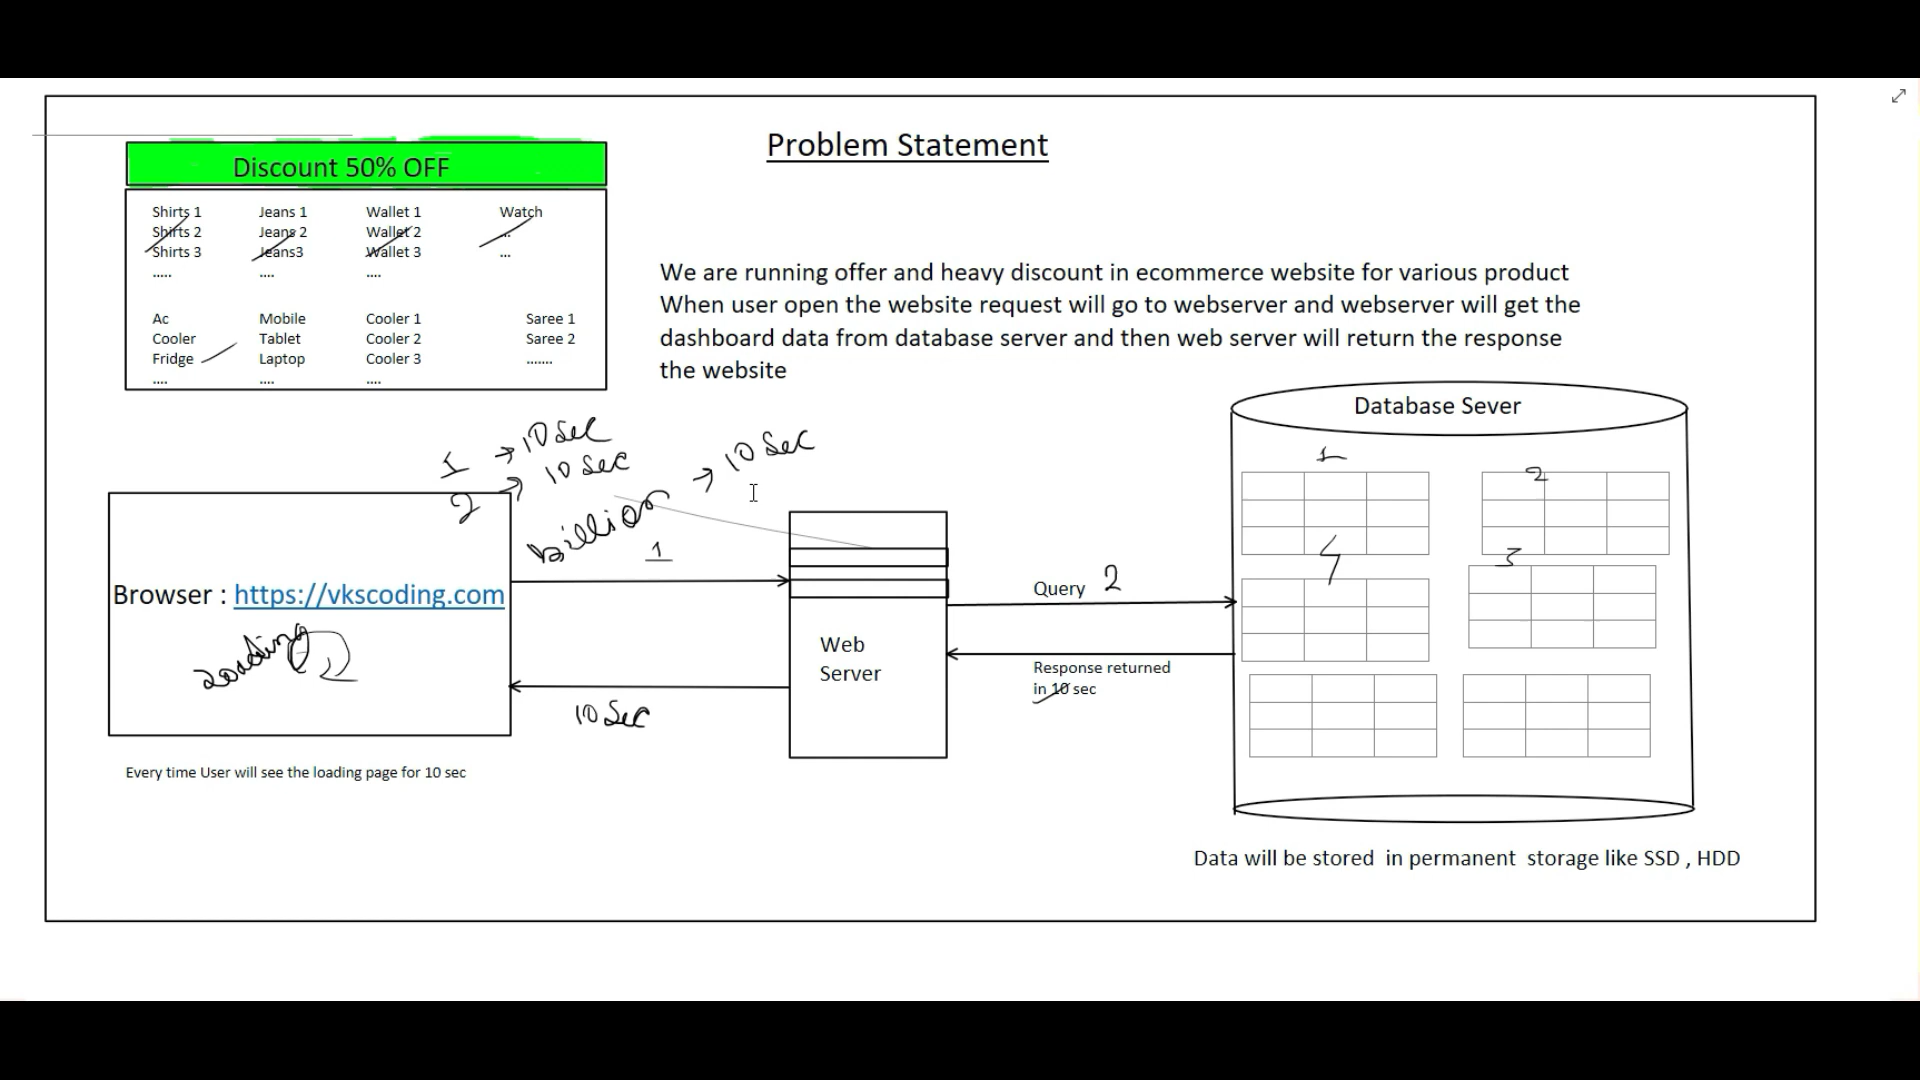 Problem Statement
Discount 50% OFF
Shirts 1 Jeans 1 Wallet 1 Watch
Shirts 2 Jeans 2 Wallet 2 ...
Shirts 3 Jeans3 Wallet 3 ...
..... .... ....
Ac Mobile Cooler 1 Saree 1
Cooler Tablet Cooler 2 Saree 2
Fridge Laptop Cooler 3 .......
.... .... ....
We are running offer and heavy discount in ecommerce website for various product
When user open the website request will go to webserver and webserver will get the
dashboard data from database server and then web server will return the response
the website
Database Sever
1 → 10 Sec
2 → 10 Sec
billion → 10 Sec
1
1 2
4 3
Browser : https://vkscoding.com
Loading
Query 2
Web
Server
Response returned
in 10 sec
10 Sec
Every time User will see the loading page for 10 sec
Data will be stored in permanent storage like SSD , HDD